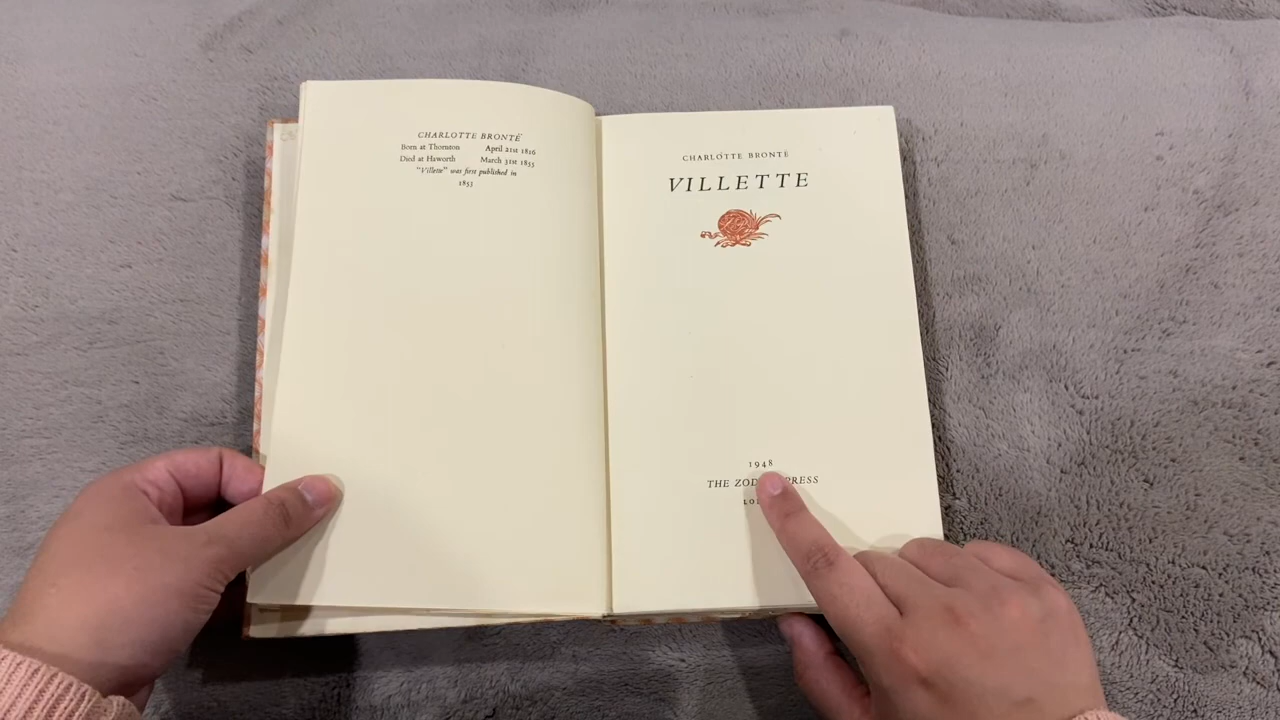 CHARLOTTE BRONTË
Born at Thornton April 21st 1816
Died at Haworth March 31st 1855
"Villette" was first published in
1853
CHARLOTTE BRONTË
VILLETTE
1948
THE PRESS